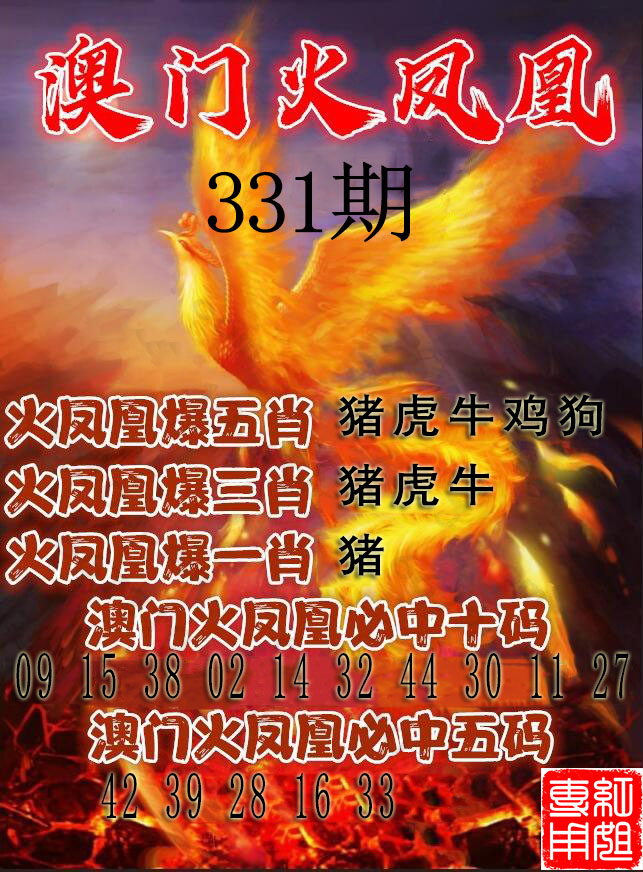 澳门火凤凰
331期
火凤凰爆五肖 猪虎牛鸡狗
火凤凰爆三肖 猪虎牛
火凤凰爆一肖 猪
澳门火凤凰必中十码
09 15 38 02 14 32 44 30 11 27
澳门火凤凰必中五码
42 39 28 16 33
红姐
专用